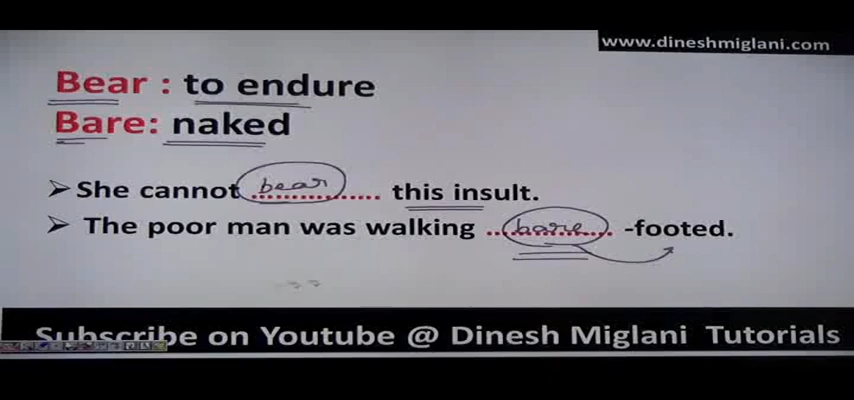 www.dineshmiglani.com
Bear : to endure
Bare: naked
➢ She cannot ...bear............. this insult.
➢ The poor man was walking ...bare............. -footed.
Subscribe on Youtube @ Dinesh Miglani Tutorials